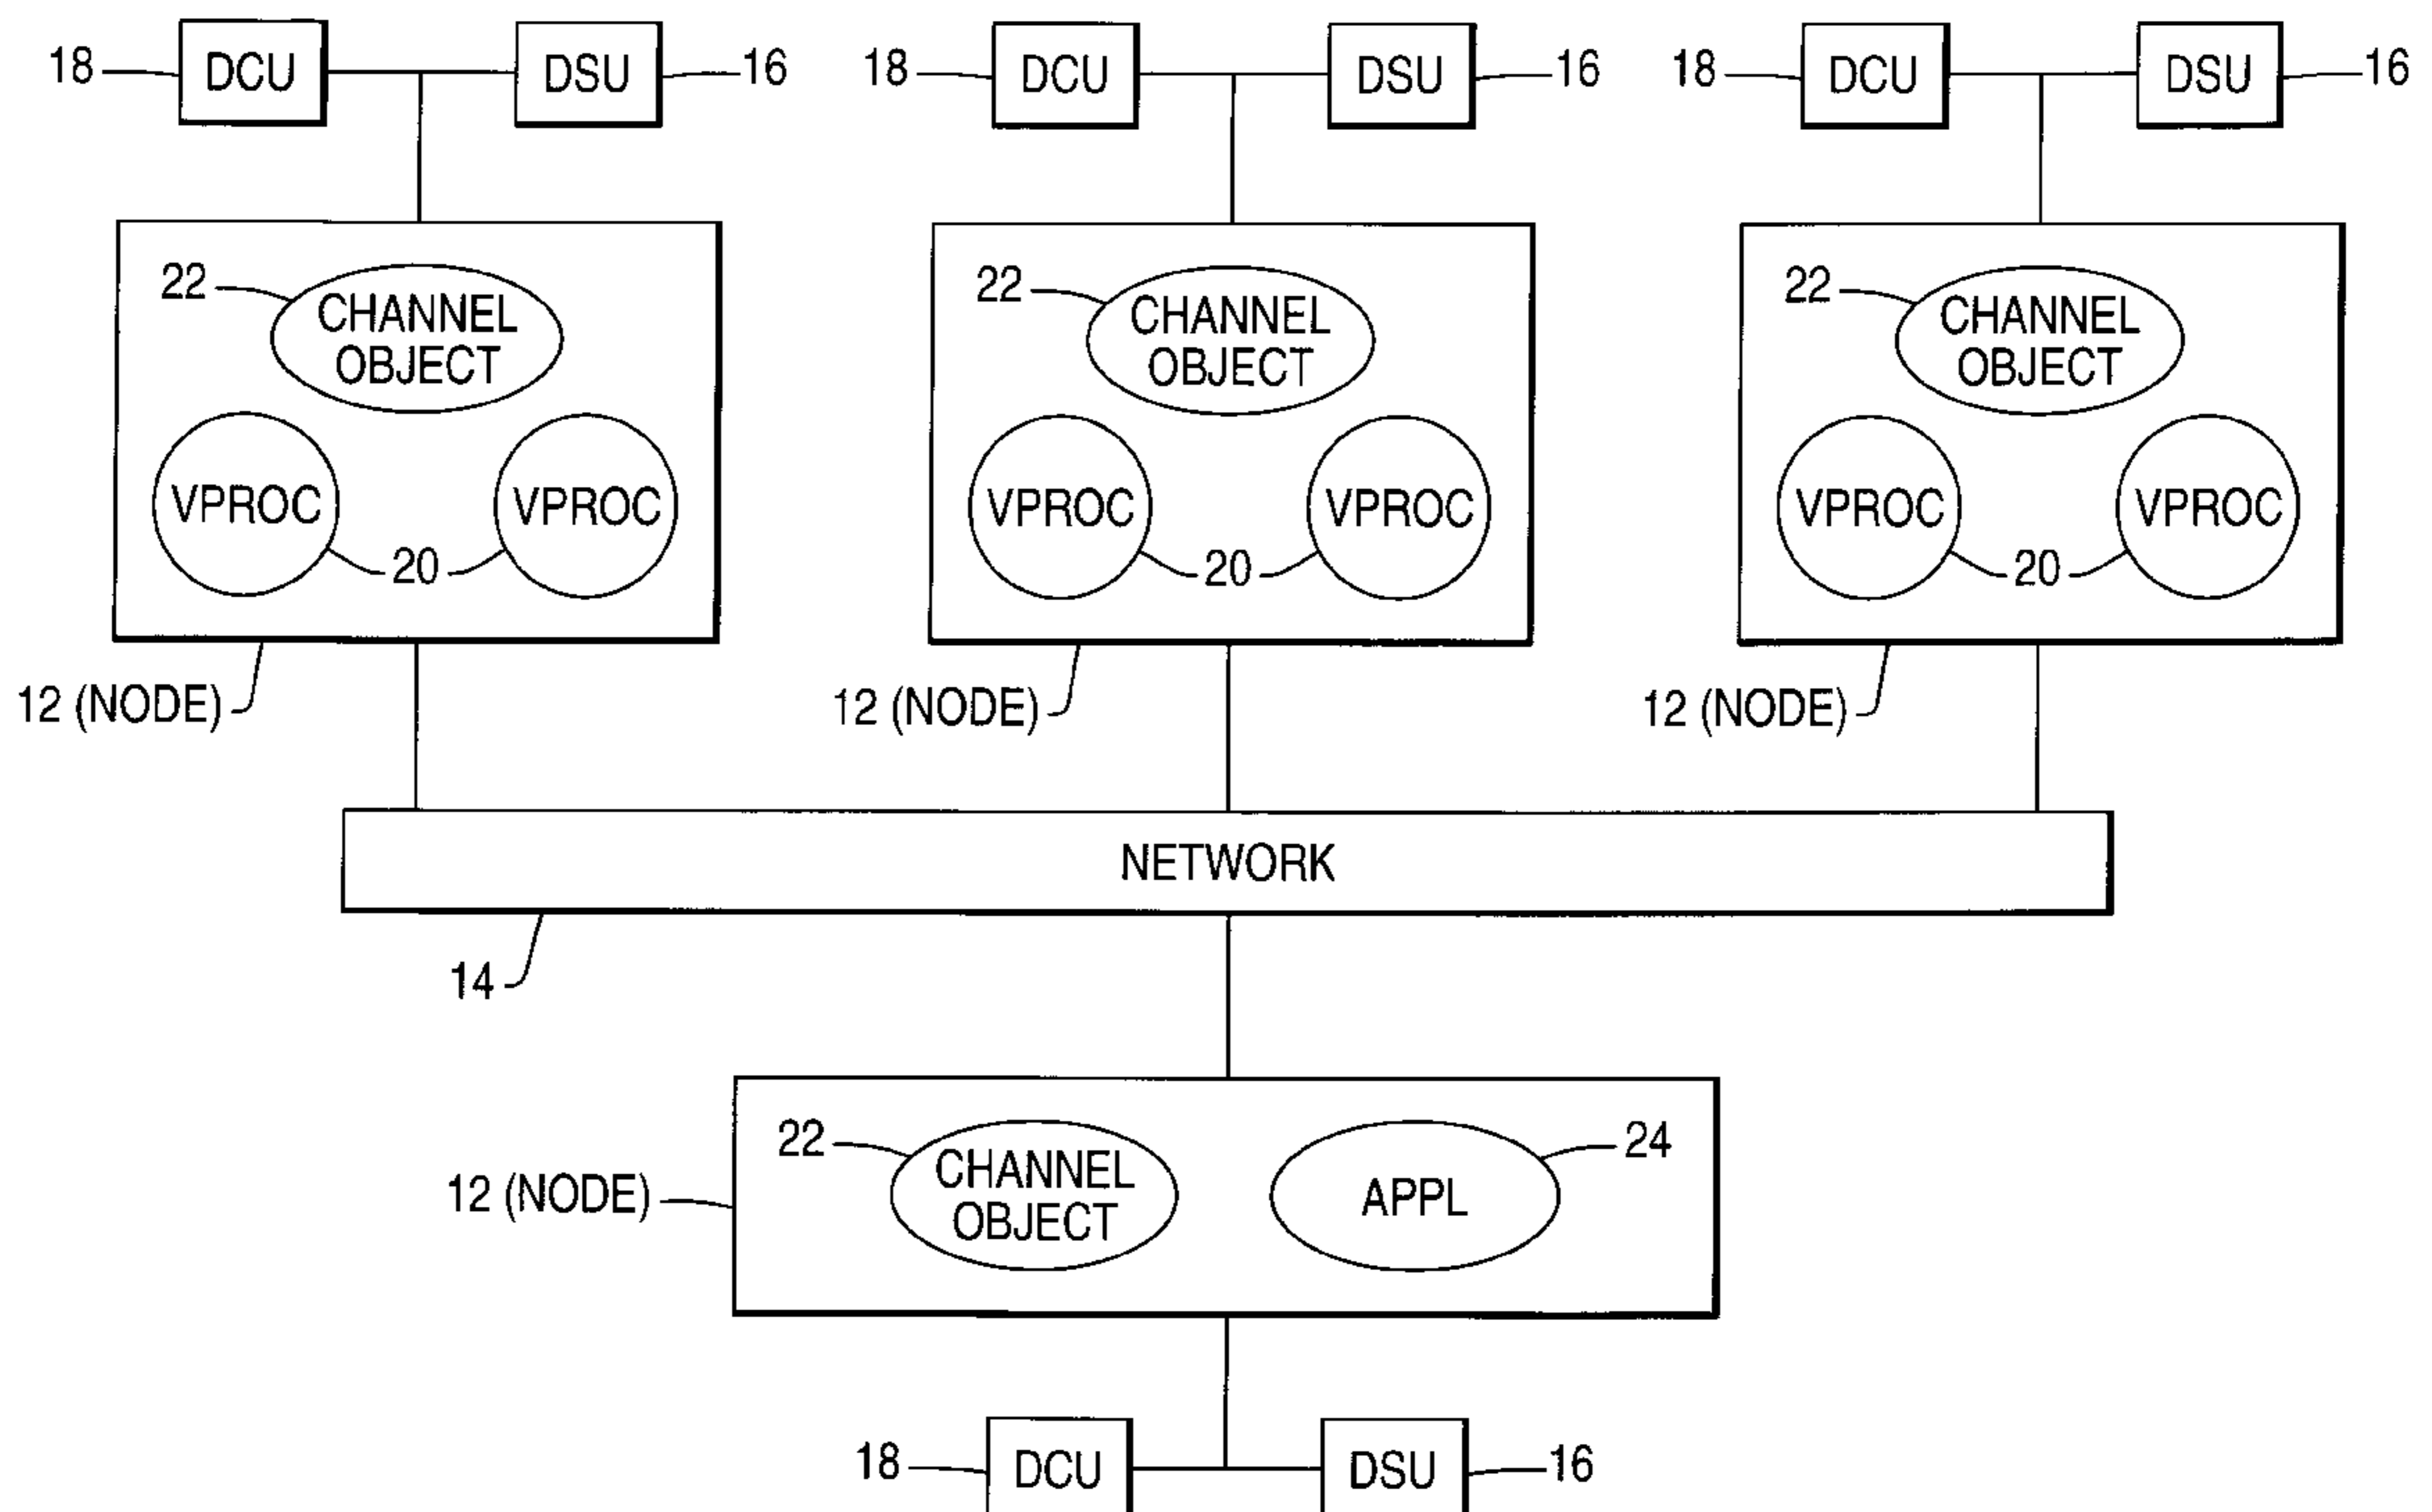 18 DCU DSU 16 18 DCU DSU 16 18 DCU DSU 16
22 CHANNEL OBJECT 22 CHANNEL OBJECT 22 CHANNEL OBJECT
VPROC VPROC VPROC VPROC VPROC VPROC
20 20 20
12 (NODE) 12 (NODE) 12 (NODE)
NETWORK
14
22 CHANNEL OBJECT APPL 24
12 (NODE)
18 DCU DSU 16